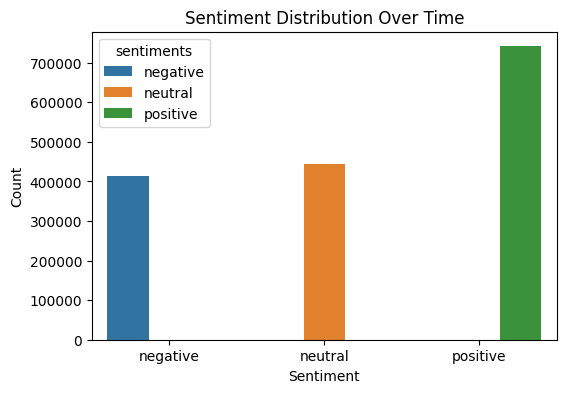 Sentiment Distribution Over Time
sentiments
negative
neutral
positive
700000
600000
500000
400000
300000
200000
100000
0
Count
negative neutral positive
Sentiment